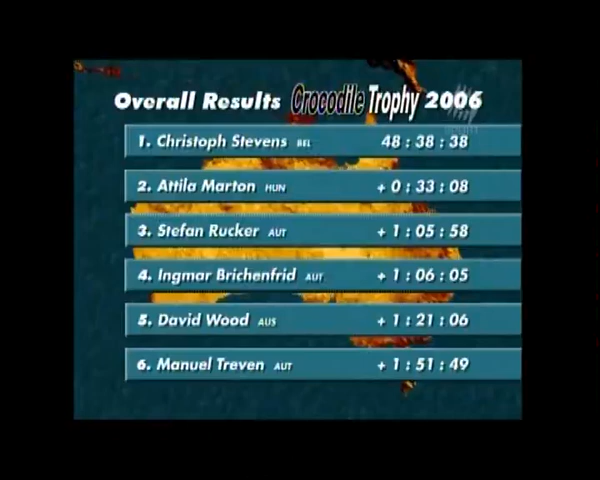 Overall Results Crocodile Trophy 2006
1. Christoph Stevens BEL 48 : 38 : 38
2. Attila Marton HUN + 0 : 33 : 08
3. Stefan Rucker AUT + 1 : 05 : 58
4. Ingmar Brichenfrid AUT + 1 : 06 : 05
5. David Wood AUS + 1 : 21 : 06
6. Manuel Treven AUT + 1 : 51 : 49